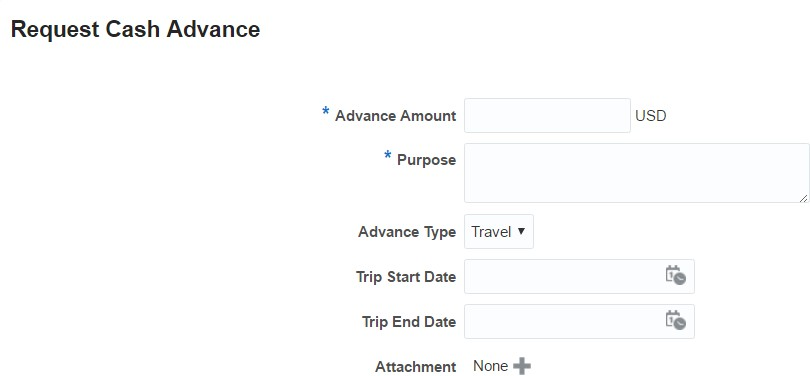 Request Cash Advance
* Advance Amount USD
* Purpose
Advance Type Travel
Trip Start Date
Trip End Date
Attachment None